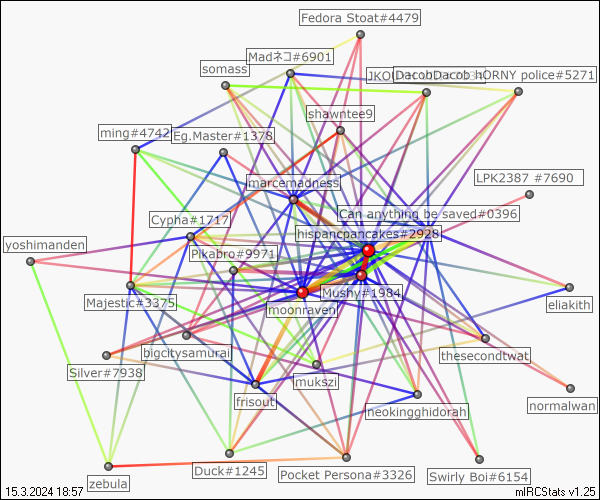 Fedora Stoat#4479
Madネコ#6901
somass
DacobDacob hORNY police#5271
shawntee9
ming#4742
Eg.Master#1378
marcemadness
LPK2387 #7690
Can anything be saved#0396
Cypha#1717
hispancpancakes#2928
yoshimanden
Pikabro#9971
Mushy#1984
Majestic#3375
moonraven
eliakith
bigcitysamurai
thesecondtwat
Silver#7938
mukszi
frisout
neokingghidorah
normalwan
Duck#1245
Pocket Persona#3326
Swirly Boi#6154
zebula
15.3.2024 18:57
mIRCStats v1.25